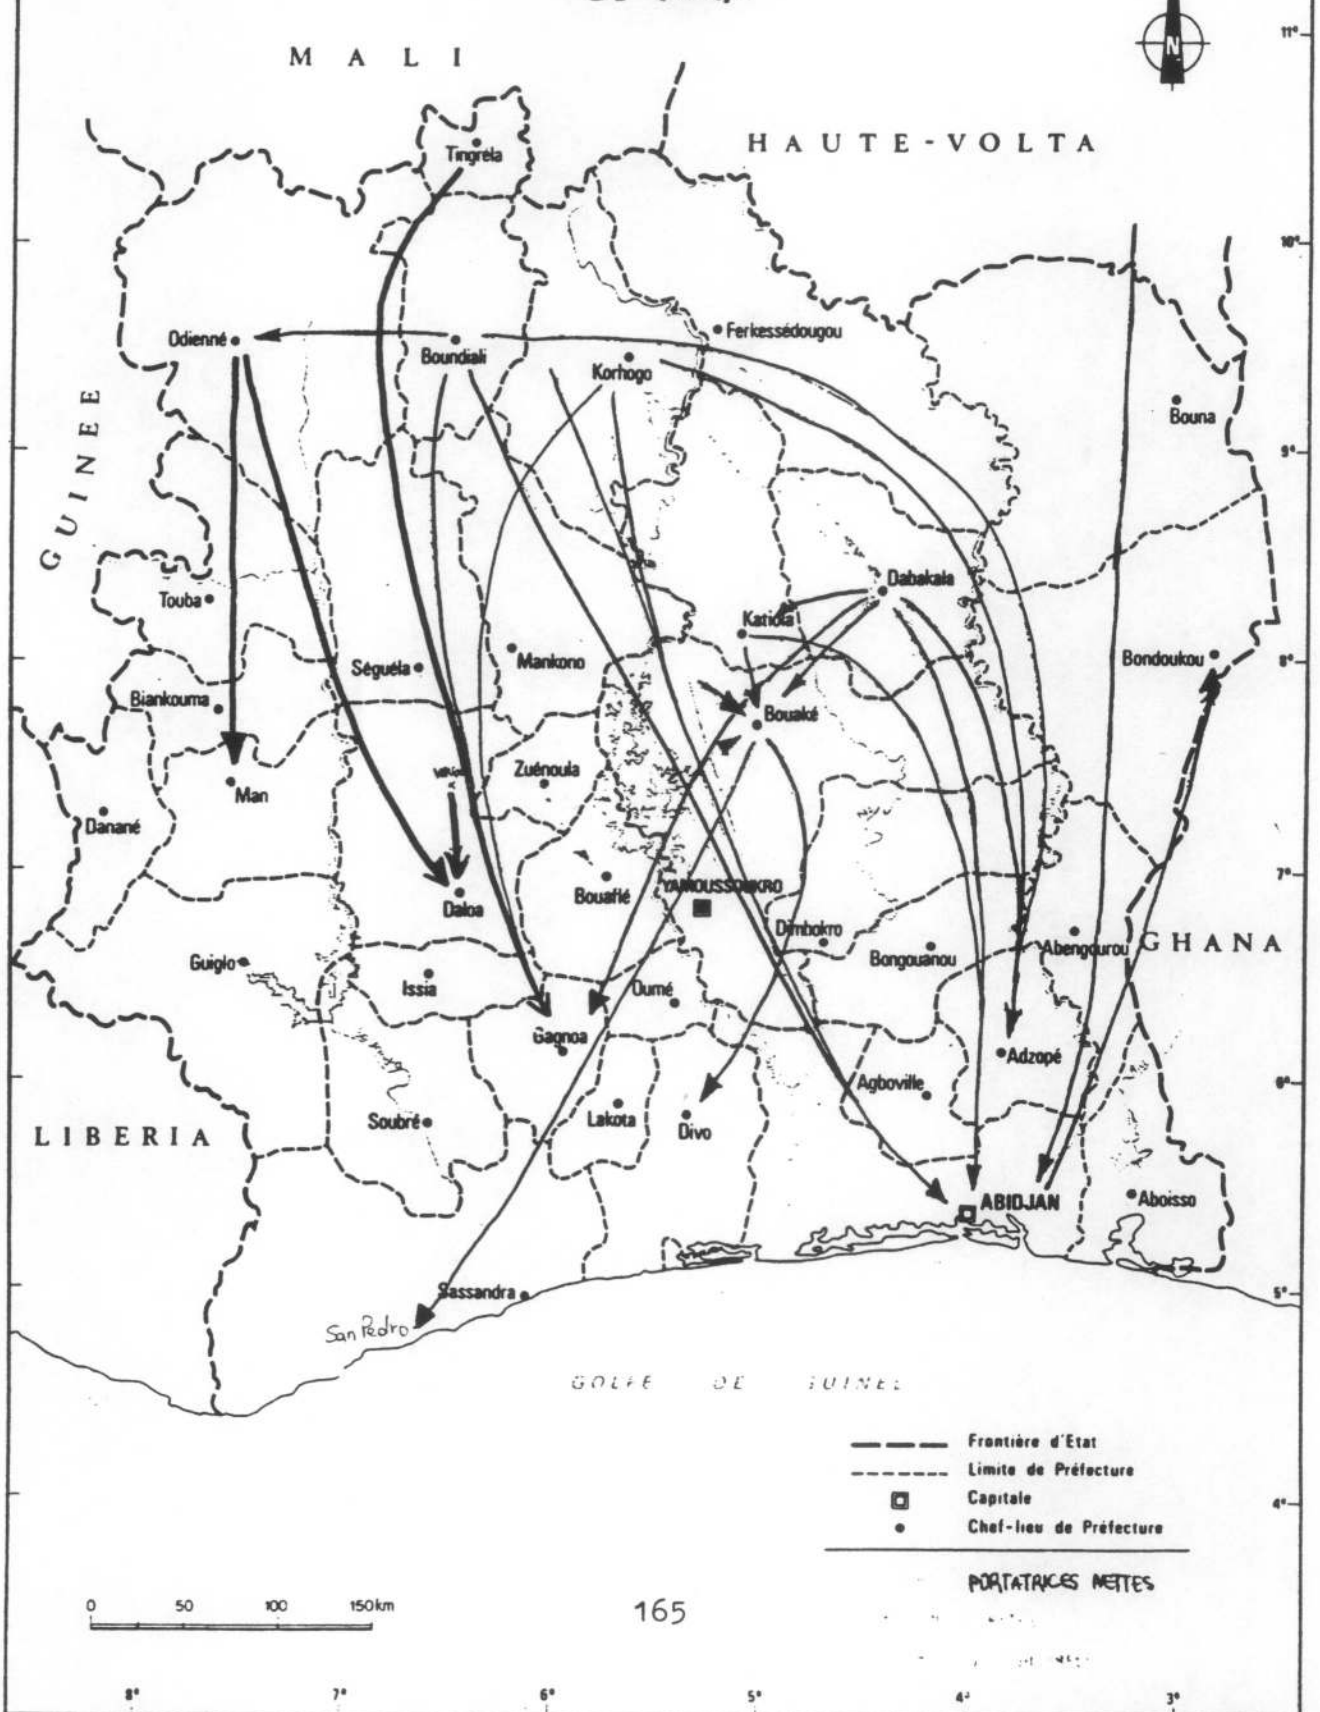 MALI
N
11°
HAUTE-VOLTA
Tingréla
10°
Odienné
Boundiali
Korhogo
Ferkessédougou
Bouna
GUINEE
9°
Touba
Dabakala
Katiola
Séguéla
Mankono
Bondoukou
8°
Biankouma
Bouaké
Zuénoula
Man
Danané
7°
Daloa
Bouaflé
YAMOUSSOUKRO
Dimbokro
Bongouanou
Abengourou
GHANA
Guiglo
Issia
Oumé
Gagnoa
Adzopé
Agboville
6°
LIBERIA
Soubré
Lakota
Divo
ABIDJAN
Aboisso
Sassandra
5°
San Pedro
GOLFE DE GUINEE
Frontière d'Etat
Limite de Préfecture
Capitale
Chef-lieu de Préfecture
4°
PORTATRICES NETTES
0 50 100 150km
165
8° 7° 6° 5° 4° 3°